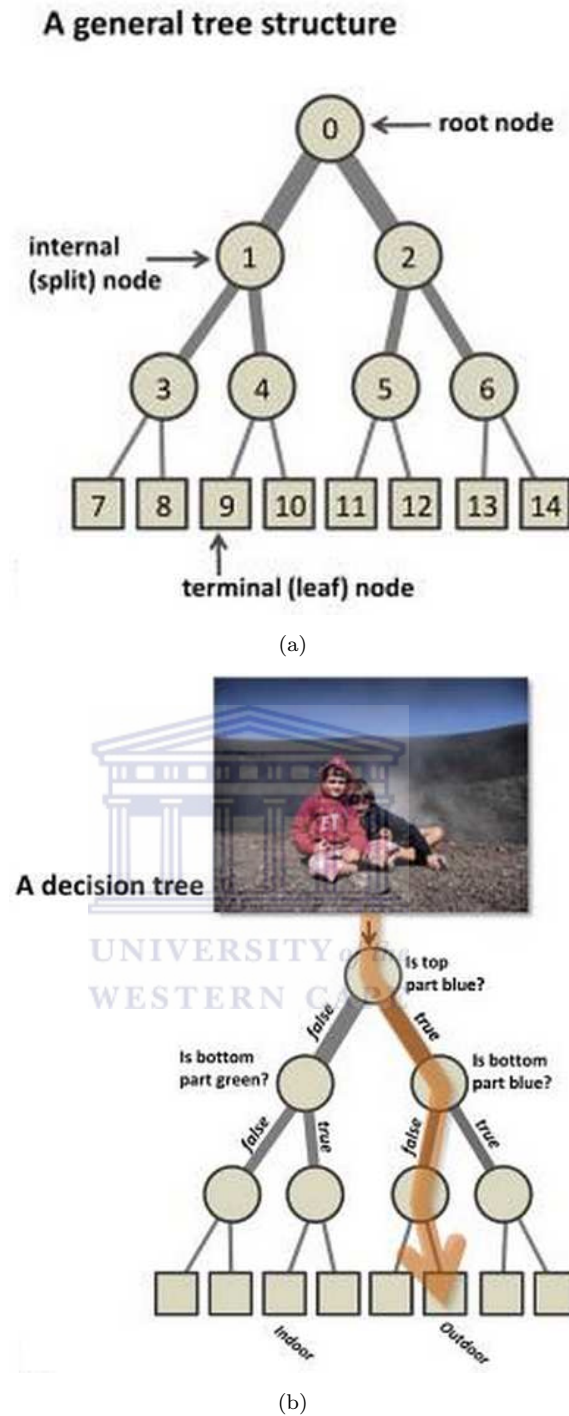 A general tree structure
0
root node
internal
(split) node
1
2
3
4
5
6
7
8
9
10
11
12
13
14
terminal (leaf) node
(a)
A decision tree
UNIVERSITY of the
WESTERN CAPE
Is top
part blue?
false
true
Is bottom
part green?
Is bottom
part blue?
false
true
false
true
Indoor
Outdoor
(b)